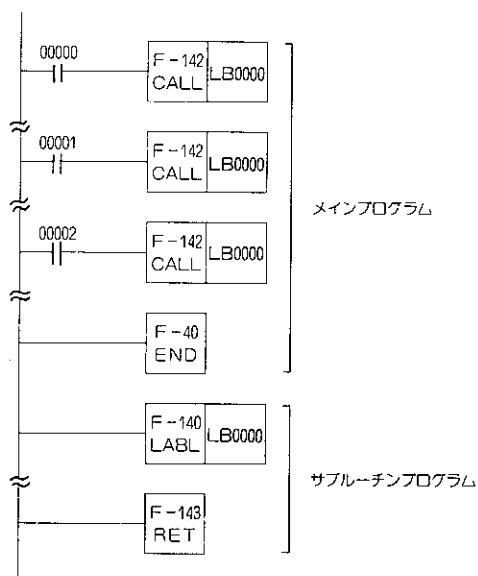 00000
F-142
CALL
LB0000
00001
F-142
CALL
LB0000
メインプログラム
00002
F-142
CALL
LB0000
F-40
END
F-140
LABL
LB0000
サブルーチンプログラム
F-143
RET